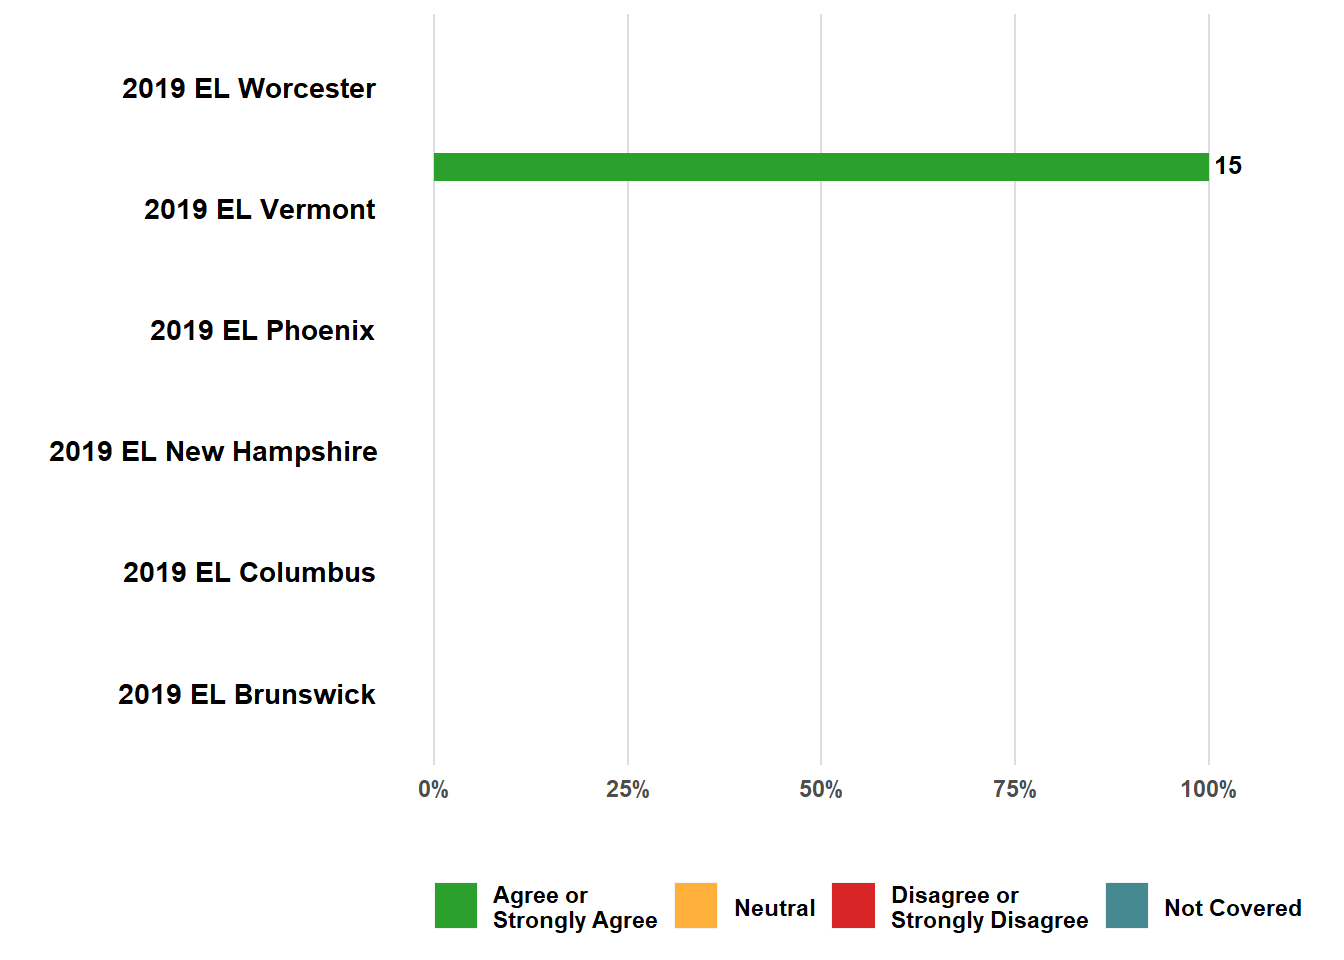 2019 EL Worcester
15
2019 EL Vermont
2019 EL Phoenix
2019 EL New Hampshire
2019 EL Columbus
2019 EL Brunswick
0% 25% 50% 75% 100%
Agree or
Strongly Agree
Neutral
Disagree or
Strongly Disagree
Not Covered